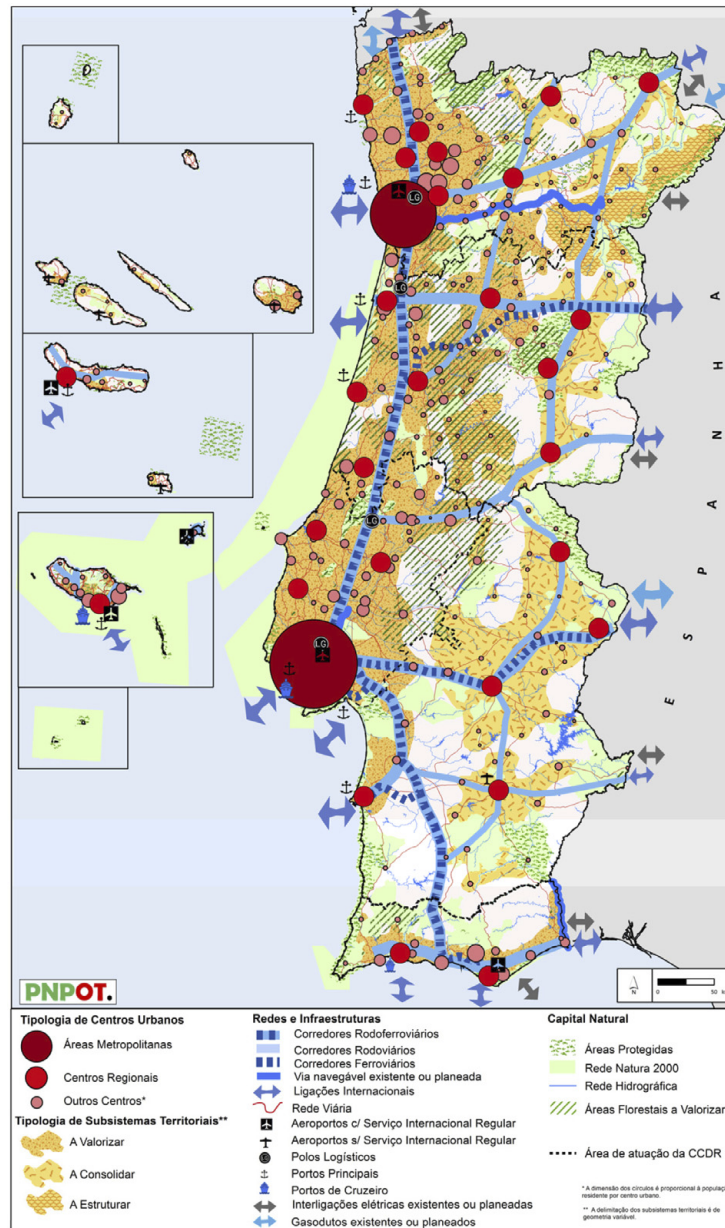 LG
LG
LG
LG
E S P A N H A
PNPOT.
N
0 50 k
Tipologia de Centros Urbanos
Áreas Metropolitanas
Centros Regionais
Outros Centros*
Tipologia de Subsistemas Territoriais**
A Valorizar
A Consolidar
A Estruturar
Redes e Infraestruturas
Corredores Rodoferroviários
Corredores Rodoviários
Corredores Ferroviários
Via navegável existente ou planeada
Ligações Internacionais
Rede Viária
Aeroportos c/ Serviço Internacional Regular
Aeroportos s/ Serviço Internacional Regular
LG Polos Logísticos
Portos Principais
Portos de Cruzeiro
Interligações elétricas existentes ou planeadas
Gasodutos existentes ou planeados
Capital Natural
Áreas Protegidas
Rede Natura 2000
Rede Hidrográfica
Áreas Florestais a Valorizar
Área de atuação da CCDR
* A dimensão dos círculos é proporcional à populaç
residente por centro urbano.
** A delimitação dos subsistemas territoriais é de
geometria variável.